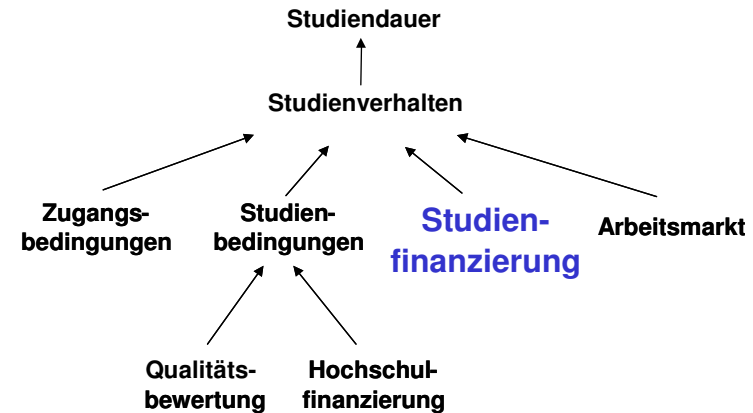 Studiendauer
Studienverhalten
Zugangs-
bedingungen
Studien-
bedingungen
Studien-
finanzierung
Arbeitsmarkt
Qualitäts-
bewertung
Hochschul-
finanzierung